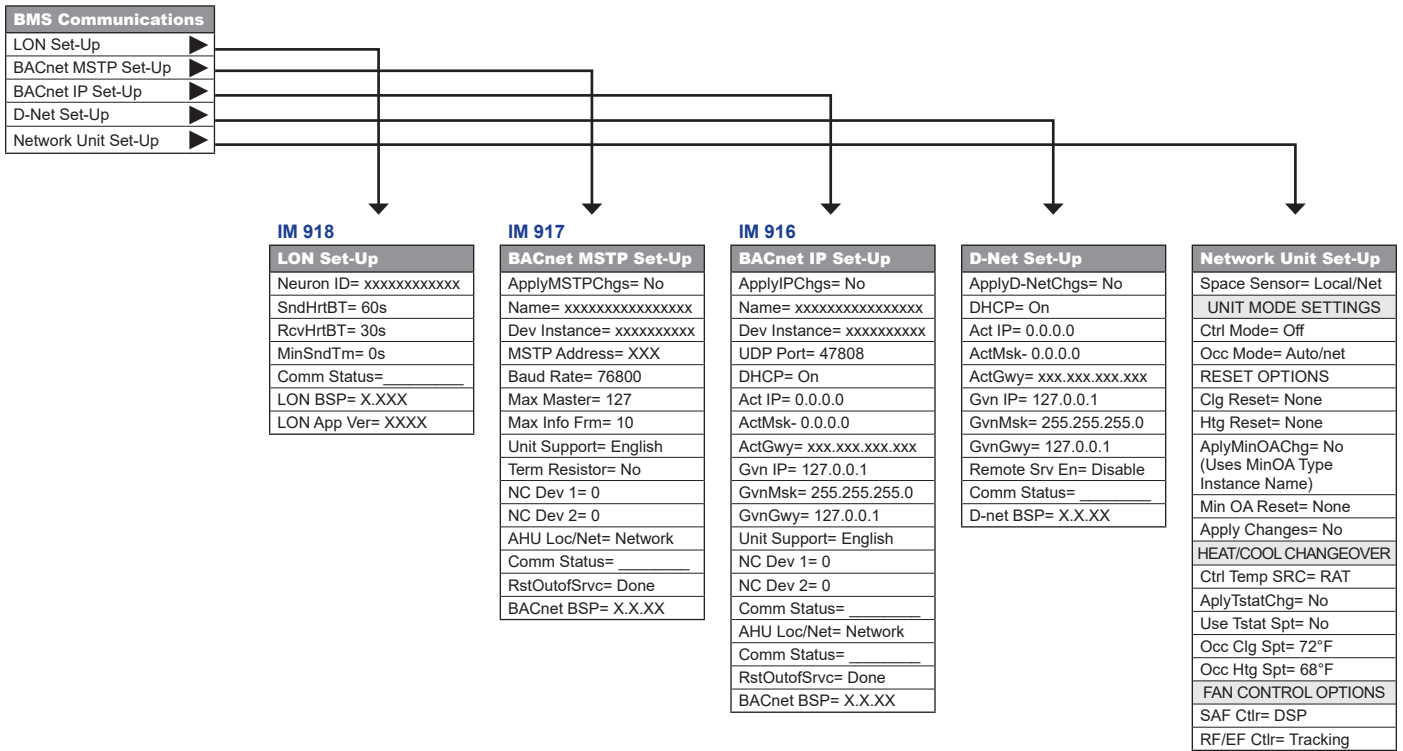 BMS Communications
LON Set-Up
BACnet MSTP Set-Up
BACnet IP Set-Up
D-Net Set-Up
Network Unit Set-Up
IM 918
LON Set-Up
Neuron ID= xxxxxxxxxxxx
SndHrtBT= 60s
RcvHrtBT= 30s
MinSndTm= 0s
Comm Status=_________
LON BSP= X.XXX
LON App Ver= XXXX
IM 917
BACnet MSTP Set-Up
ApplyMSTPChgs= No
Name= xxxxxxxxxxxxxxxx
Dev Instance= xxxxxxxxxx
MSTP Address= XXX
Baud Rate= 76800
Max Master= 127
Max Info Frm= 10
Unit Support= English
Term Resistor= No
NC Dev 1= 0
NC Dev 2= 0
AHU Loc/Net= Network
Comm Status= ________
RstOutofSrvc= Done
BACnet BSP= X.X.XX
IM 916
BACnet IP Set-Up
ApplyIPChgs= No
Name= xxxxxxxxxxxxxxxx
Dev Instance= xxxxxxxxxx
UDP Port= 47808
DHCP= On
Act IP= 0.0.0.0
ActMsk- 0.0.0.0
ActGwy= xxx.xxx.xxx.xxx
Gvn IP= 127.0.0.1
GvnMsk= 255.255.255.0
GvnGwy= 127.0.0.1
Unit Support= English
NC Dev 1= 0
NC Dev 2= 0
Comm Status= ________
AHU Loc/Net= Network
Comm Status= ________
RstOutofSrvc= Done
BACnet BSP= X.X.XX
D-Net Set-Up
ApplyD-NetChgs= No
DHCP= On
Act IP= 0.0.0.0
ActMsk- 0.0.0.0
ActGwy= xxx.xxx.xxx.xxx
Gvn IP= 127.0.0.1
GvnMsk= 255.255.255.0
GvnGwy= 127.0.0.1
Remote Srv En= Disable
Comm Status= ________
D-net BSP= X.X.XX
Network Unit Set-Up
Space Sensor= Local/Net
UNIT MODE SETTINGS
Ctrl Mode= Off
Occ Mode= Auto/net
RESET OPTIONS
Clg Reset= None
Htg Reset= None
AplyMinOAChg= No
(Uses MinOA Type
Instance Name)
Min OA Reset= None
Apply Changes= No
HEAT/COOL CHANGEOVER
Ctrl Temp SRC= RAT
AplyTstatChg= No
Use Tstat Spt= No
Occ Clg Spt= 72°F
Occ Htg Spt= 68°F
FAN CONTROL OPTIONS
SAF Ctlr= DSP
RF/EF Ctlr= Tracking